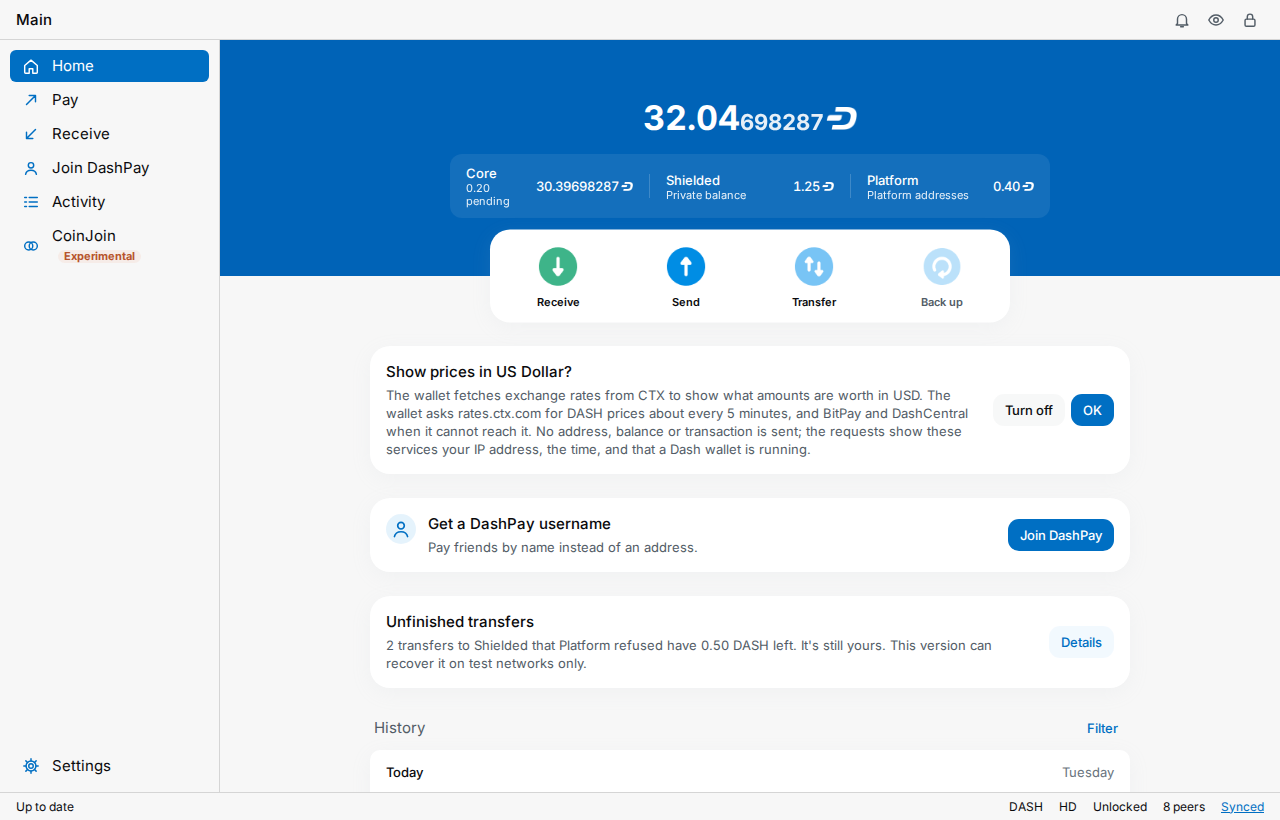 Main
Home
Pay
Receive
Join DashPay
Activity
CoinJoin
Experimental
Settings
32.04698287
Core
0.20
pending
30.39698287
Shielded
Private balance
1.25
Platform
Platform addresses
0.40
Receive
Send
Transfer
Back up
Show prices in US Dollar?
The wallet fetches exchange rates from CTX to show what amounts are worth in USD. The
wallet asks rates.ctx.com for DASH prices about every 5 minutes, and BitPay and DashCentral
when it cannot reach it. No address, balance or transaction is sent; the requests show these
services your IP address, the time, and that a Dash wallet is running.
Turn off
OK
Get a DashPay username
Pay friends by name instead of an address.
Join DashPay
Unfinished transfers
2 transfers to Shielded that Platform refused have 0.50 DASH left. It's still yours. This version can
recover it on test networks only.
Details
History
Filter
Today
Tuesday
Up to date
DASH
HD
Unlocked
8 peers
Synced